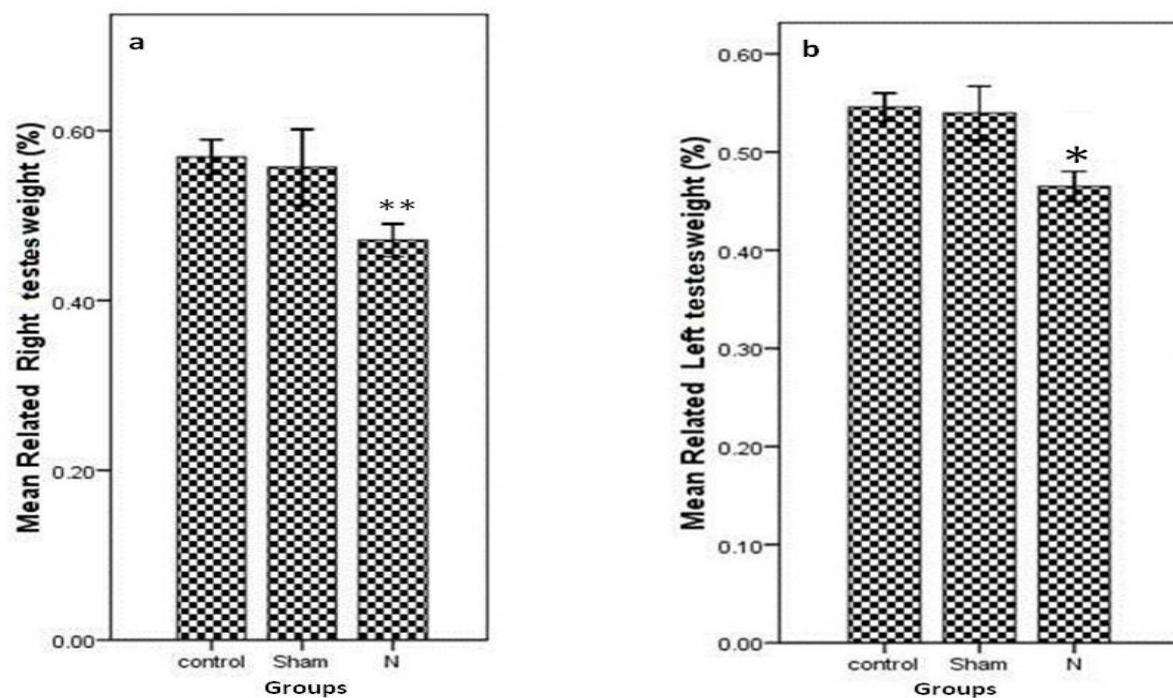 a
Mean Related Right testesweight (%)
0.60
0.40
0.20
0.00
**
control Sham N
Groups
b
Mean Related Left testesweight (%)
0.60
0.50
0.40
0.30
0.20
0.10
0.00
*
control Sham N
Groups